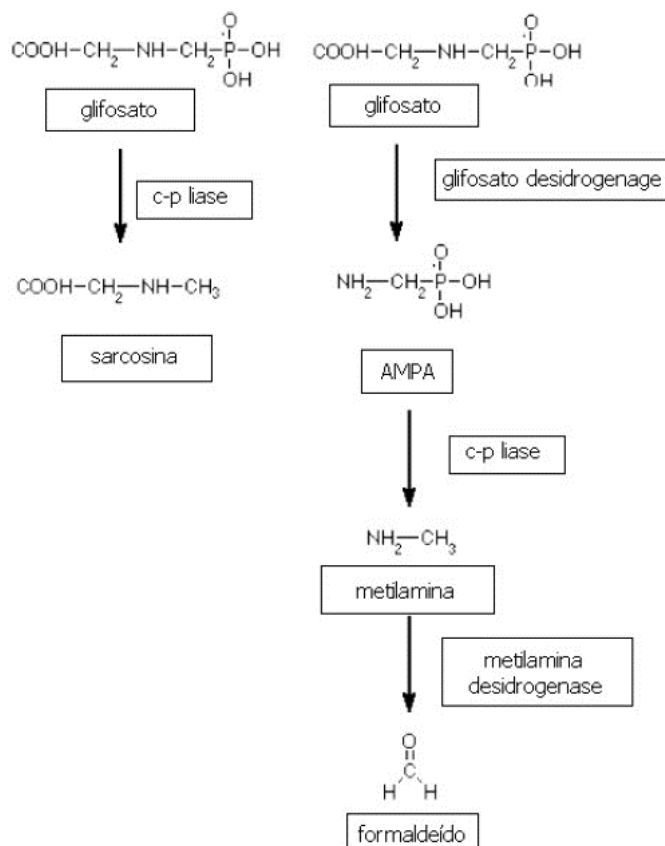 COOH—CH2—NH—CH2—P—OH
O
OH
glifosato
c-p liase
COOH—CH2—NH—CH3
sarcosina
COOH—CH2—NH—CH2—P—OH
O
OH
glifosato
glifosato desidrogenage
O
NH2—CH2—P—OH
OH
AMPA
c-p liase
NH2—CH3
metilamina
metilamina
desidrogenase
O
C
H H
formaldeído